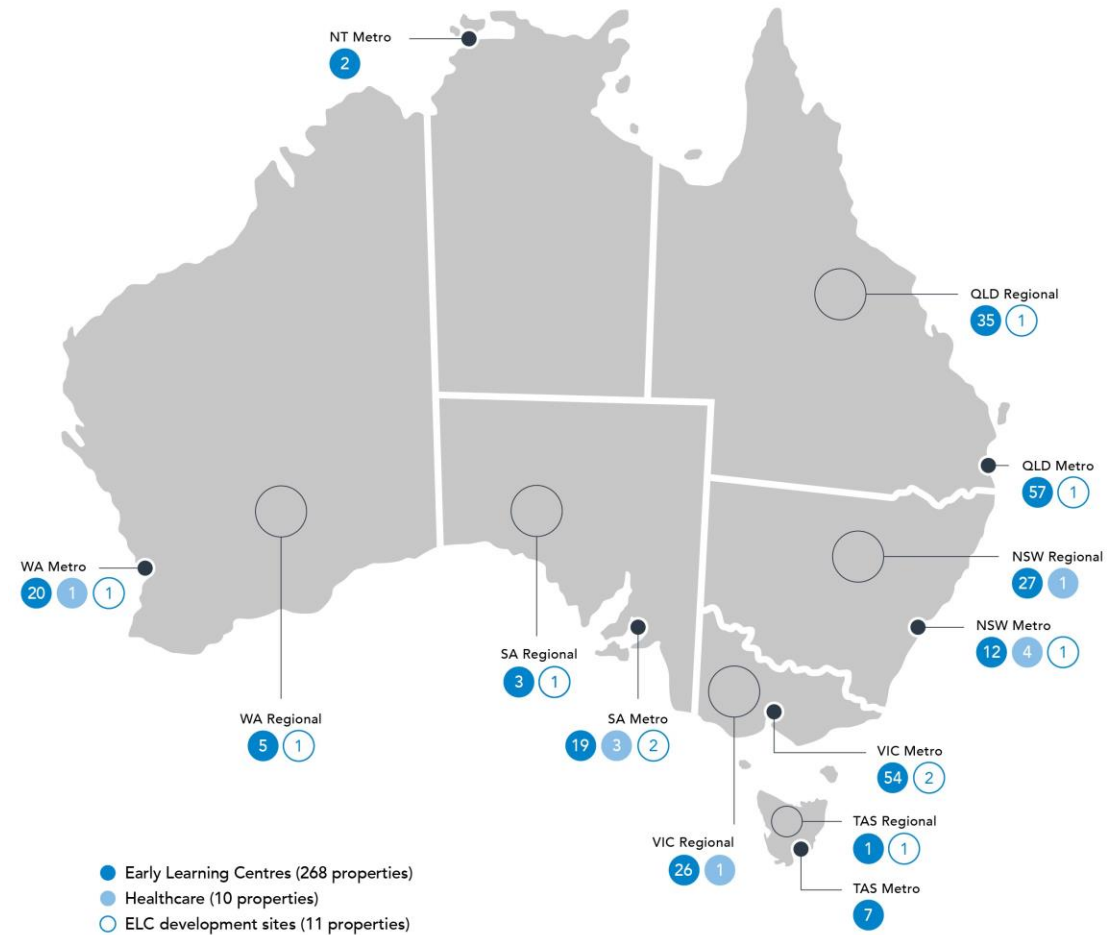 NT Metro
2
QLD Regional
35 1
QLD Metro
57 1
NSW Regional
27 1
NSW Metro
12 4 1
WA Metro
20 1 1
SA Regional
3 1
WA Regional
5 1
SA Metro
19 3 2
VIC Metro
54 2
TAS Regional
1 1
VIC Regional
26 1
TAS Metro
7
Early Learning Centres (268 properties)
Healthcare (10 properties)
ELC development sites (11 properties)